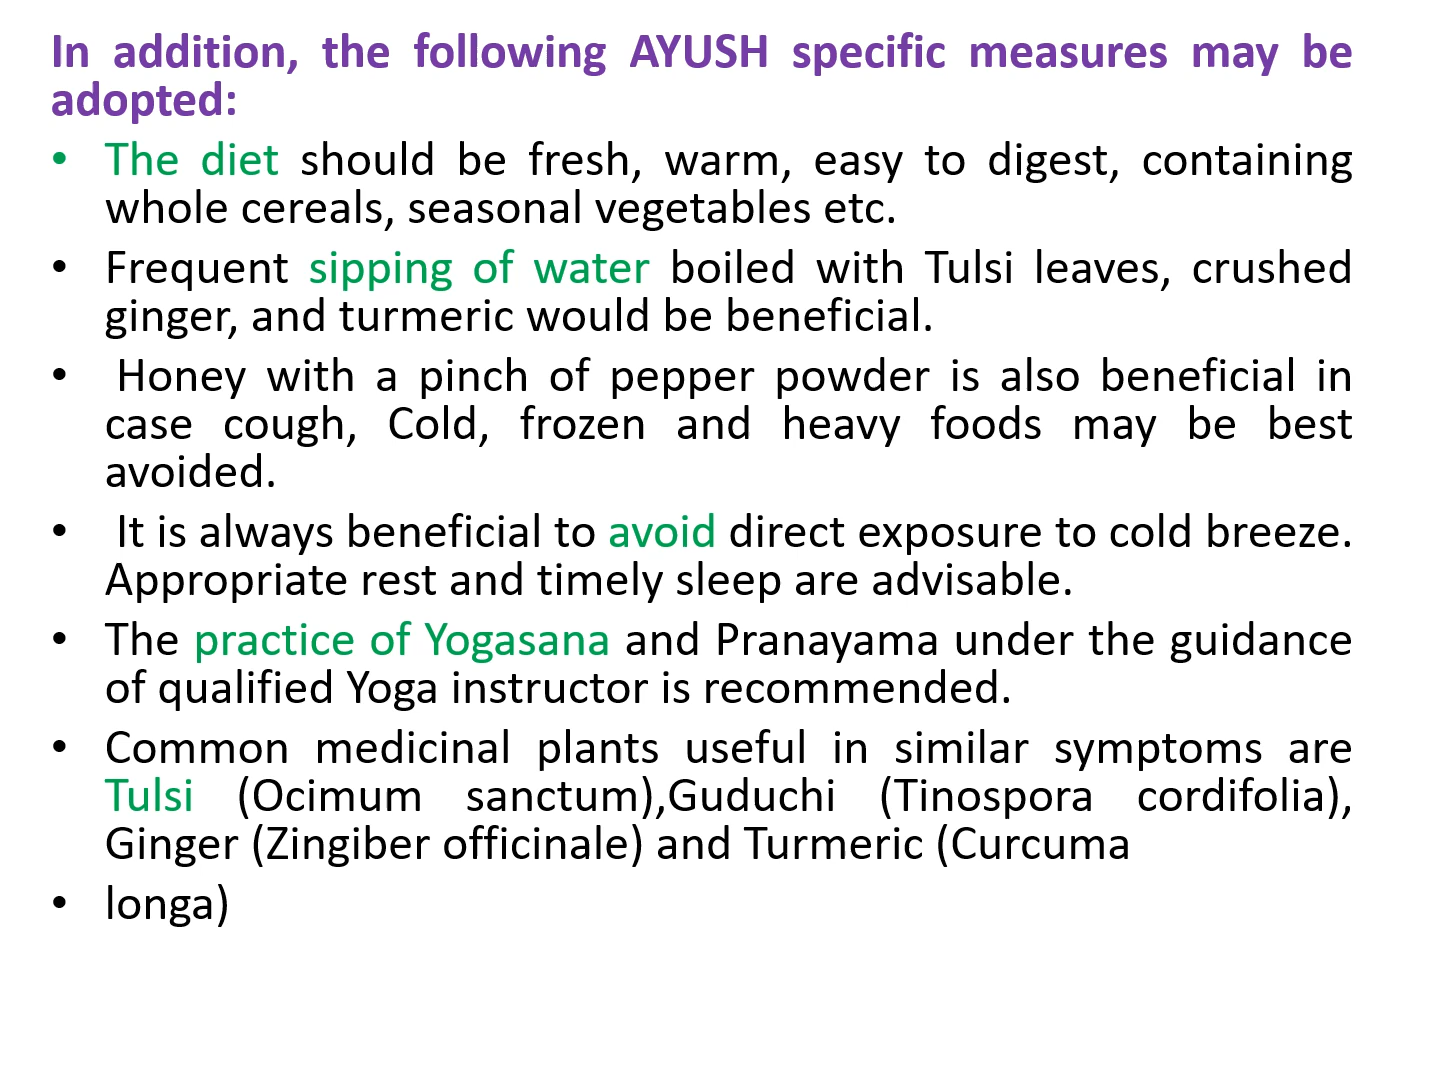 In addition, the following AYUSH specific measures may be
adopted:
• The diet should be fresh, warm, easy to digest, containing
whole cereals, seasonal vegetables etc.
• Frequent sipping of water boiled with Tulsi leaves, crushed
ginger, and turmeric would be beneficial.
• Honey with a pinch of pepper powder is also beneficial in
case cough, Cold, frozen and heavy foods may be best
avoided.
• It is always beneficial to avoid direct exposure to cold breeze.
Appropriate rest and timely sleep are advisable.
• The practice of Yogasana and Pranayama under the guidance
of qualified Yoga instructor is recommended.
• Common medicinal plants useful in similar symptoms are
Tulsi (Ocimum sanctum),Guduchi (Tinospora cordifolia),
Ginger (Zingiber officinale) and Turmeric (Curcuma
• longa)